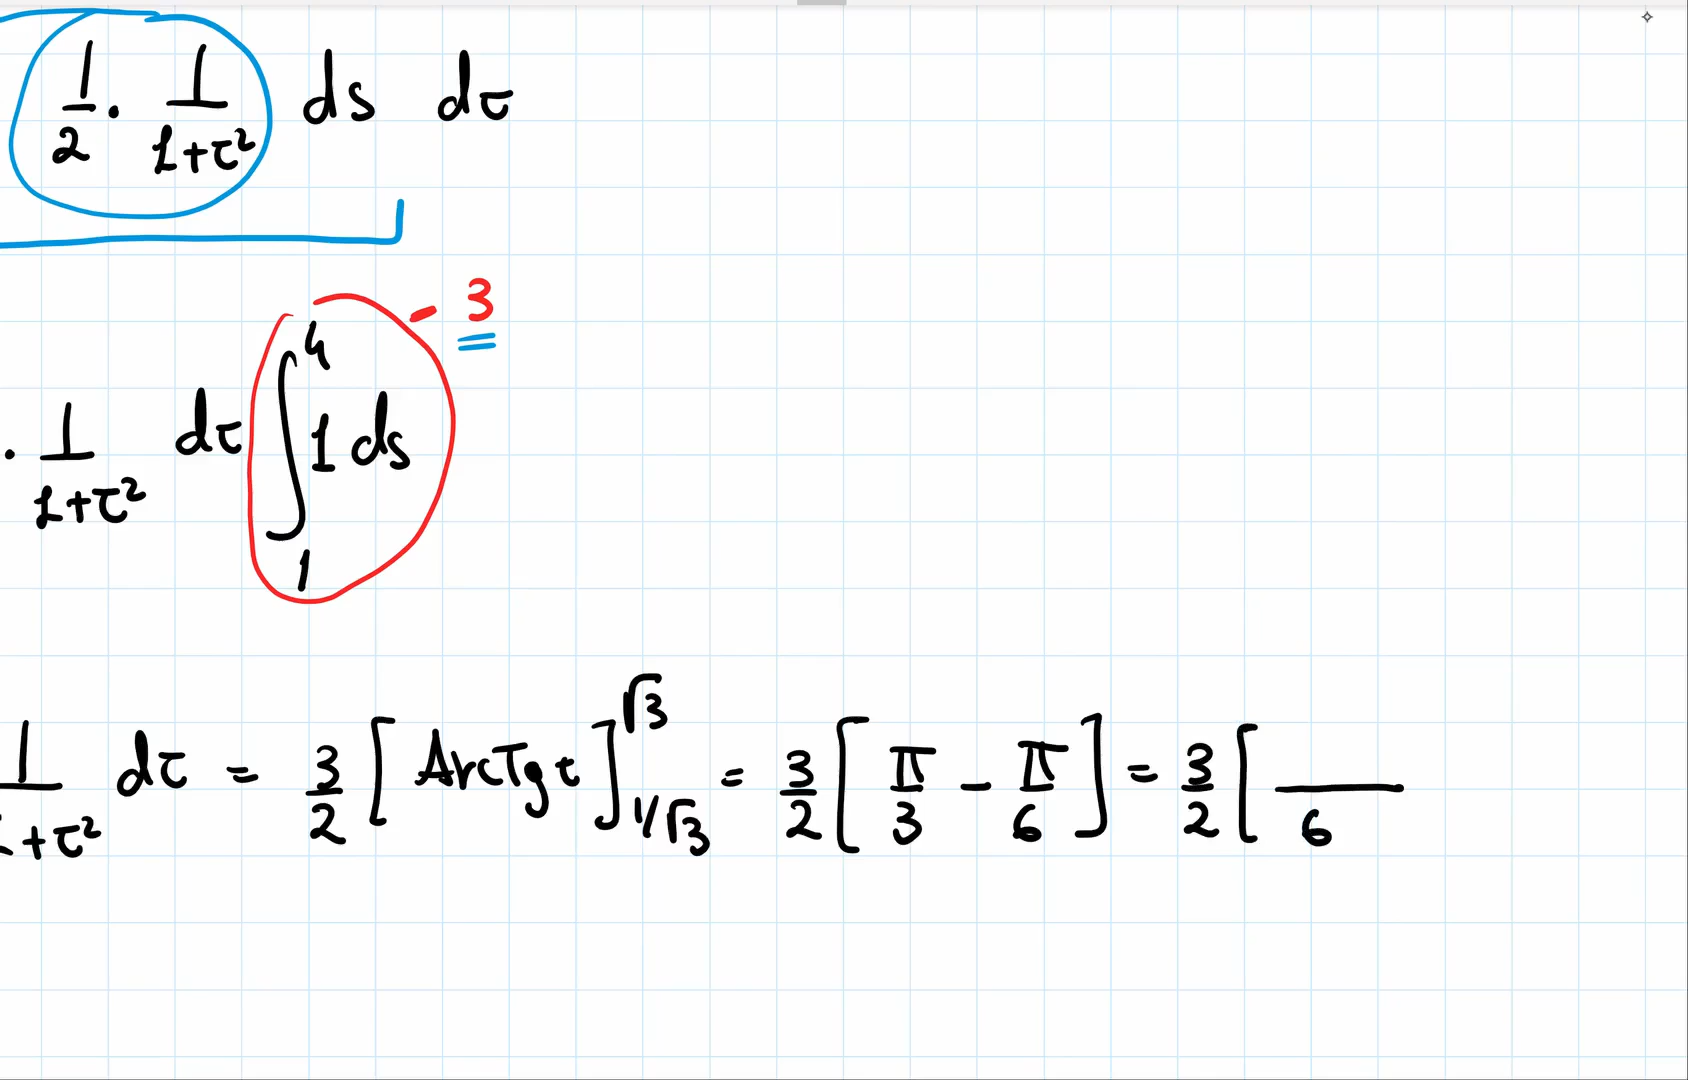 1/2 · 1/(1+τ²) ds dτ
- 3
· 1/(1+τ²) dτ ∫₁⁴ 1 ds
1/(1+τ²) dτ = 3/2 [ArcTg τ]_{1/√3}^{√3} = 3/2 [π/3 - π/6] = 3/2 [ /6